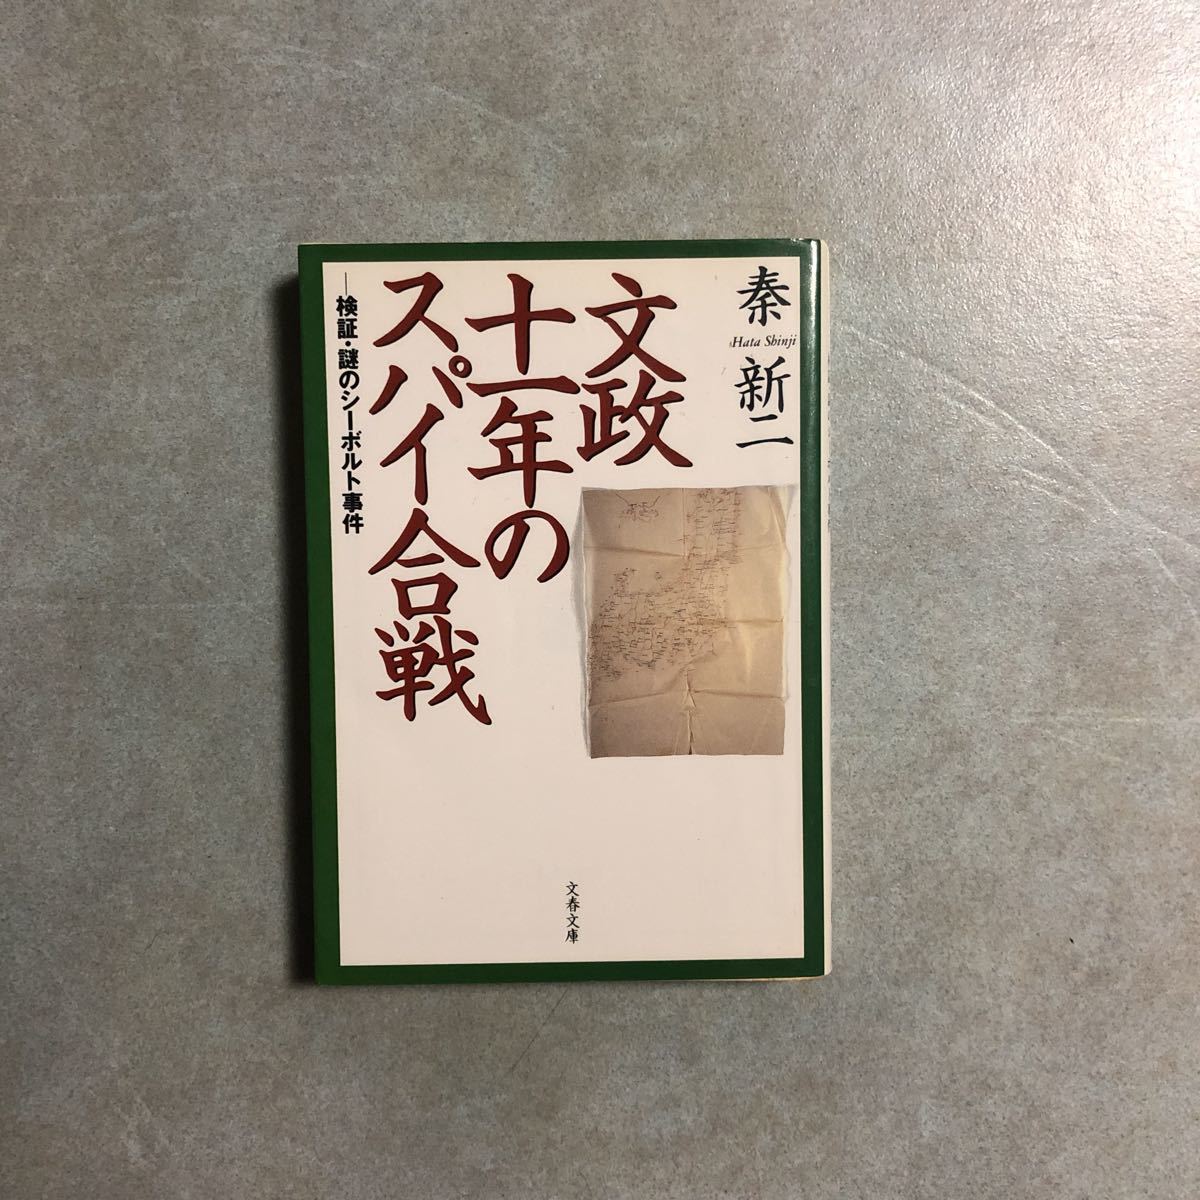 秦新二
Hata Shinji
文政
十一年の
スパイ合戦
―検証・謎のシーボルト事件
文春文庫